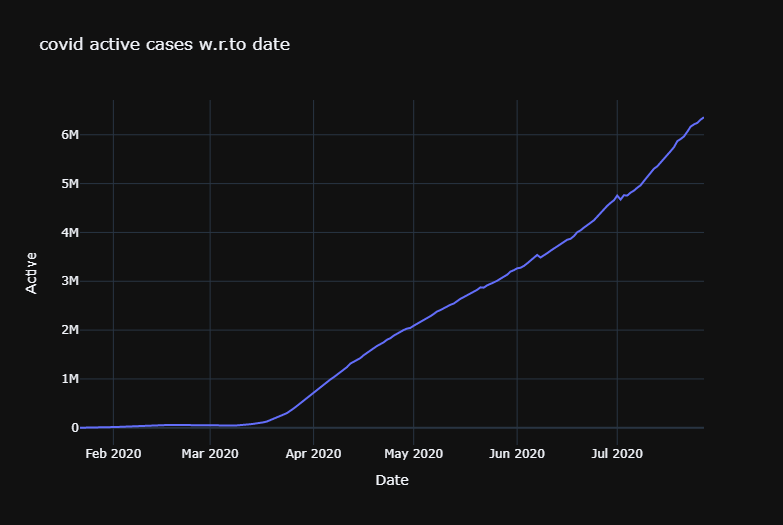 covid active cases w.r.to date
6M
5M
4M
3M
2M
1M
0
Active
Feb 2020
Mar 2020
Apr 2020
May 2020
Jun 2020
Jul 2020
Date